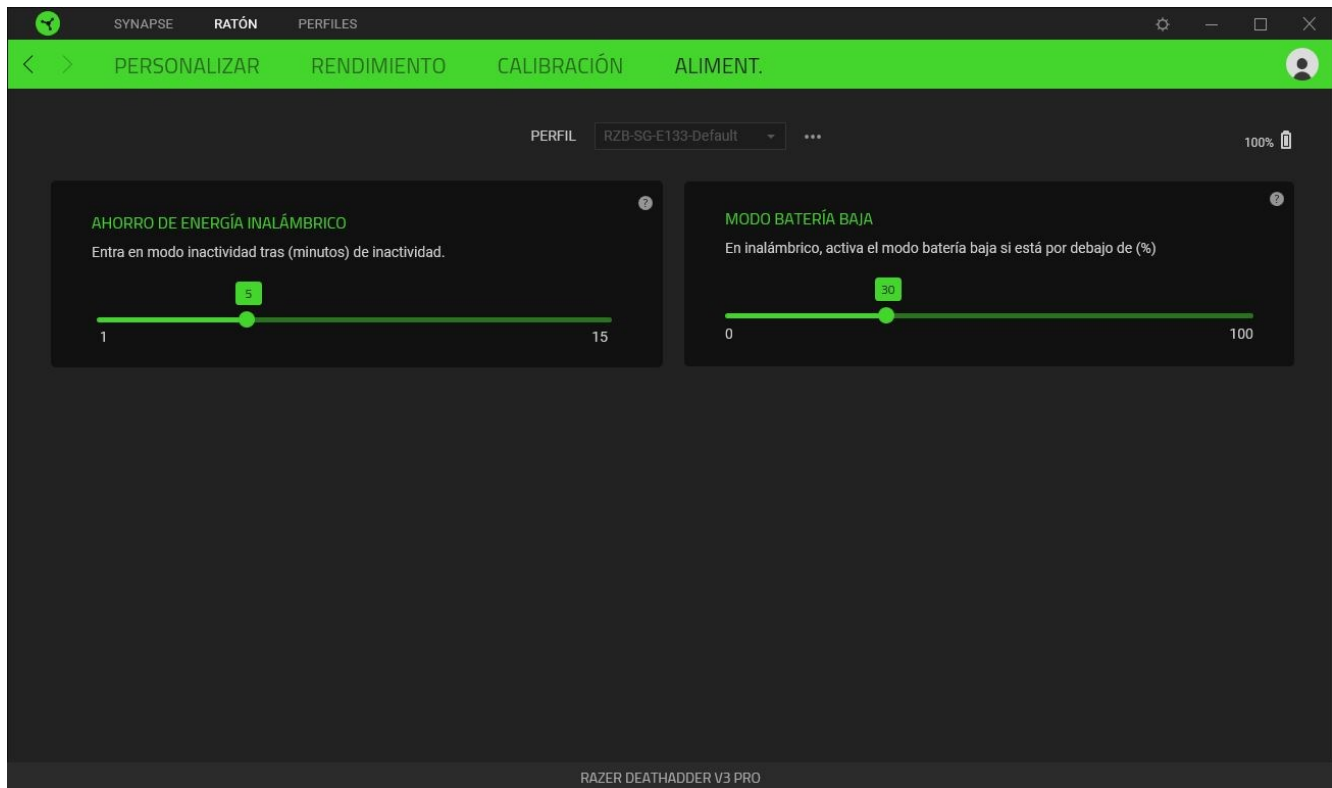 SYNAPSE RATÓN PERFILES
PERSONALIZAR RENDIMIENTO CALIBRACIÓN ALIMENT.
PERFIL RZB-SG-E133-Default
100%
AHORRO DE ENERGÍA INALÁMBRICO
Entra en modo inactividad tras (minutos) de inactividad.
5
1 15
MODO BATERÍA BAJA
En inalámbrico, activa el modo batería baja si está por debajo de (%)
30
0 100
RAZER DEATHADDER V3 PRO